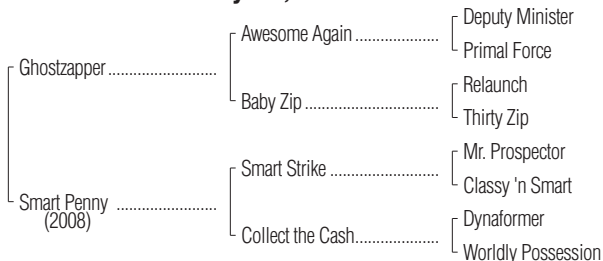 Deputy Minister
Awesome Again ...................
Primal Force
Ghostzapper .........................
Relaunch
Baby Zip ...............................
Thirty Zip
Mr. Prospector
Smart Strike .........................
Classy 'n Smart
Smart Penny .......................
(2008)
Dynaformer
Collect the Cash...................
Worldly Possession